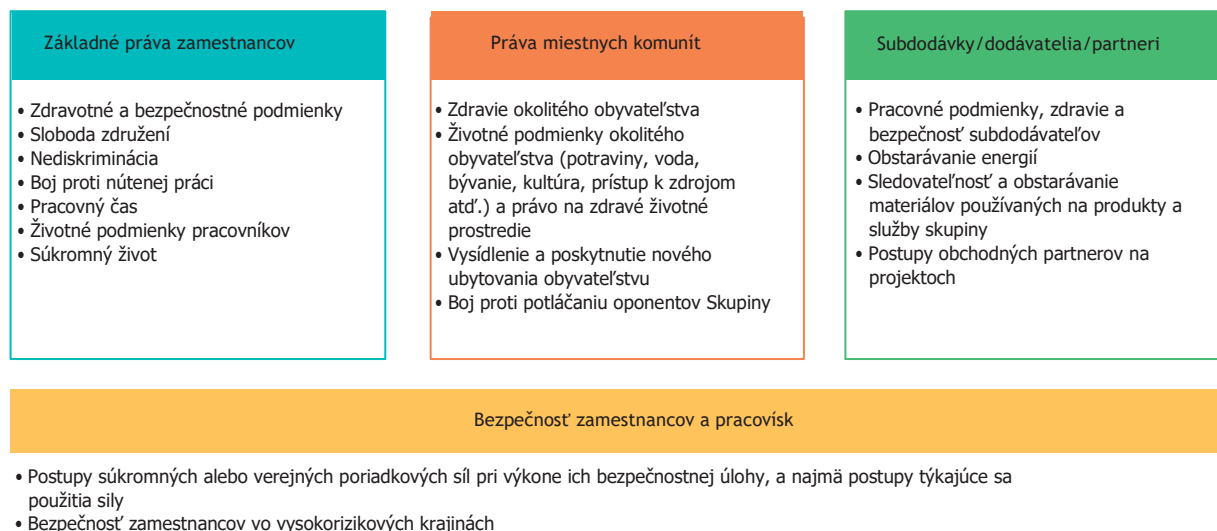 Základné práva zamestnancov
• Zdravotné a bezpečnostné podmienky
• Sloboda združení
• Nediskriminácia
• Boj proti nútenej práci
• Pracovný čas
• Životné podmienky pracovníkov
• Súkromný život
Práva miestnych komunít
• Zdravie okolitého obyvateľstva
• Životné podmienky okolitého
obyvateľstva (potraviny, voda,
bývanie, kultúra, prístup k zdrojom
atď.) a právo na zdravé životné
prostredie
• Vysídlenie a poskytnutie nového
ubytovania obyvateľstvu
• Boj proti potláčaniu oponentov Skupiny
Subdodávky/dodávatelia/partneri
• Pracovné podmienky, zdravie a
bezpečnosť subdodávateľov
• Obstarávanie energií
• Sledovateľnosť a obstarávanie
materiálov používaných na produkty a
služby skupiny
• Postupy obchodných partnerov na
projektoch
Bezpečnosť zamestnancov a pracovísk
• Postupy súkromných alebo verejných poriadkových síl pri výkone ich bezpečnostnej úlohy, a najmä postupy týkajúce sa
použitia sily
• Bezpečnosť zamestnancov vo vysokorizikových krajinách